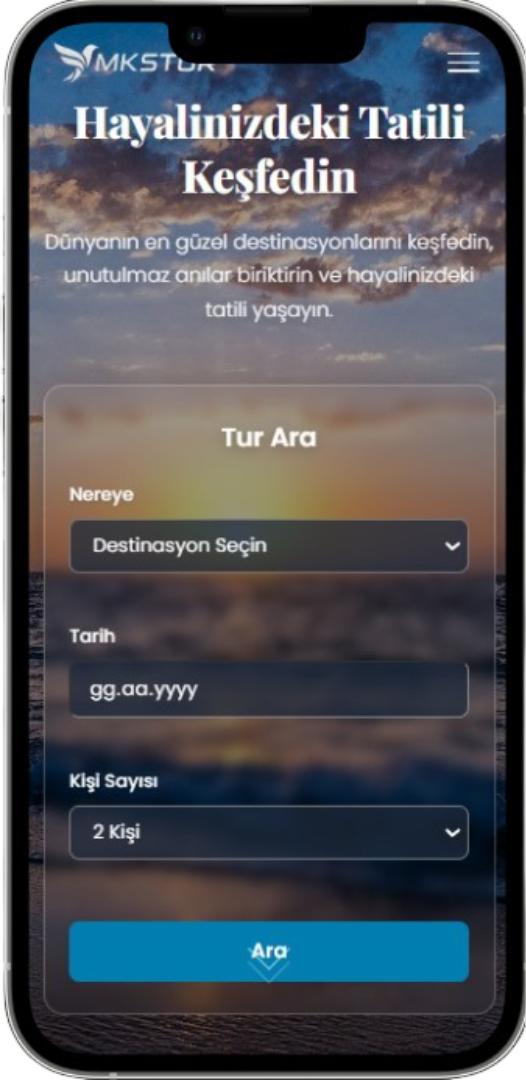 MKSTUR
Hayalinizdeki Tatili
Keşfedin
Dünyanın en güzel destinasyonlarını keşfedin,
unutulmaz anılar biriktirin ve hayalinizdeki
tatili yaşayın.
Tur Ara
Nereye
Destinasyon Seçin
Tarih
gg.aa.yyyy
Kişi Sayısı
2 Kişi
Ara